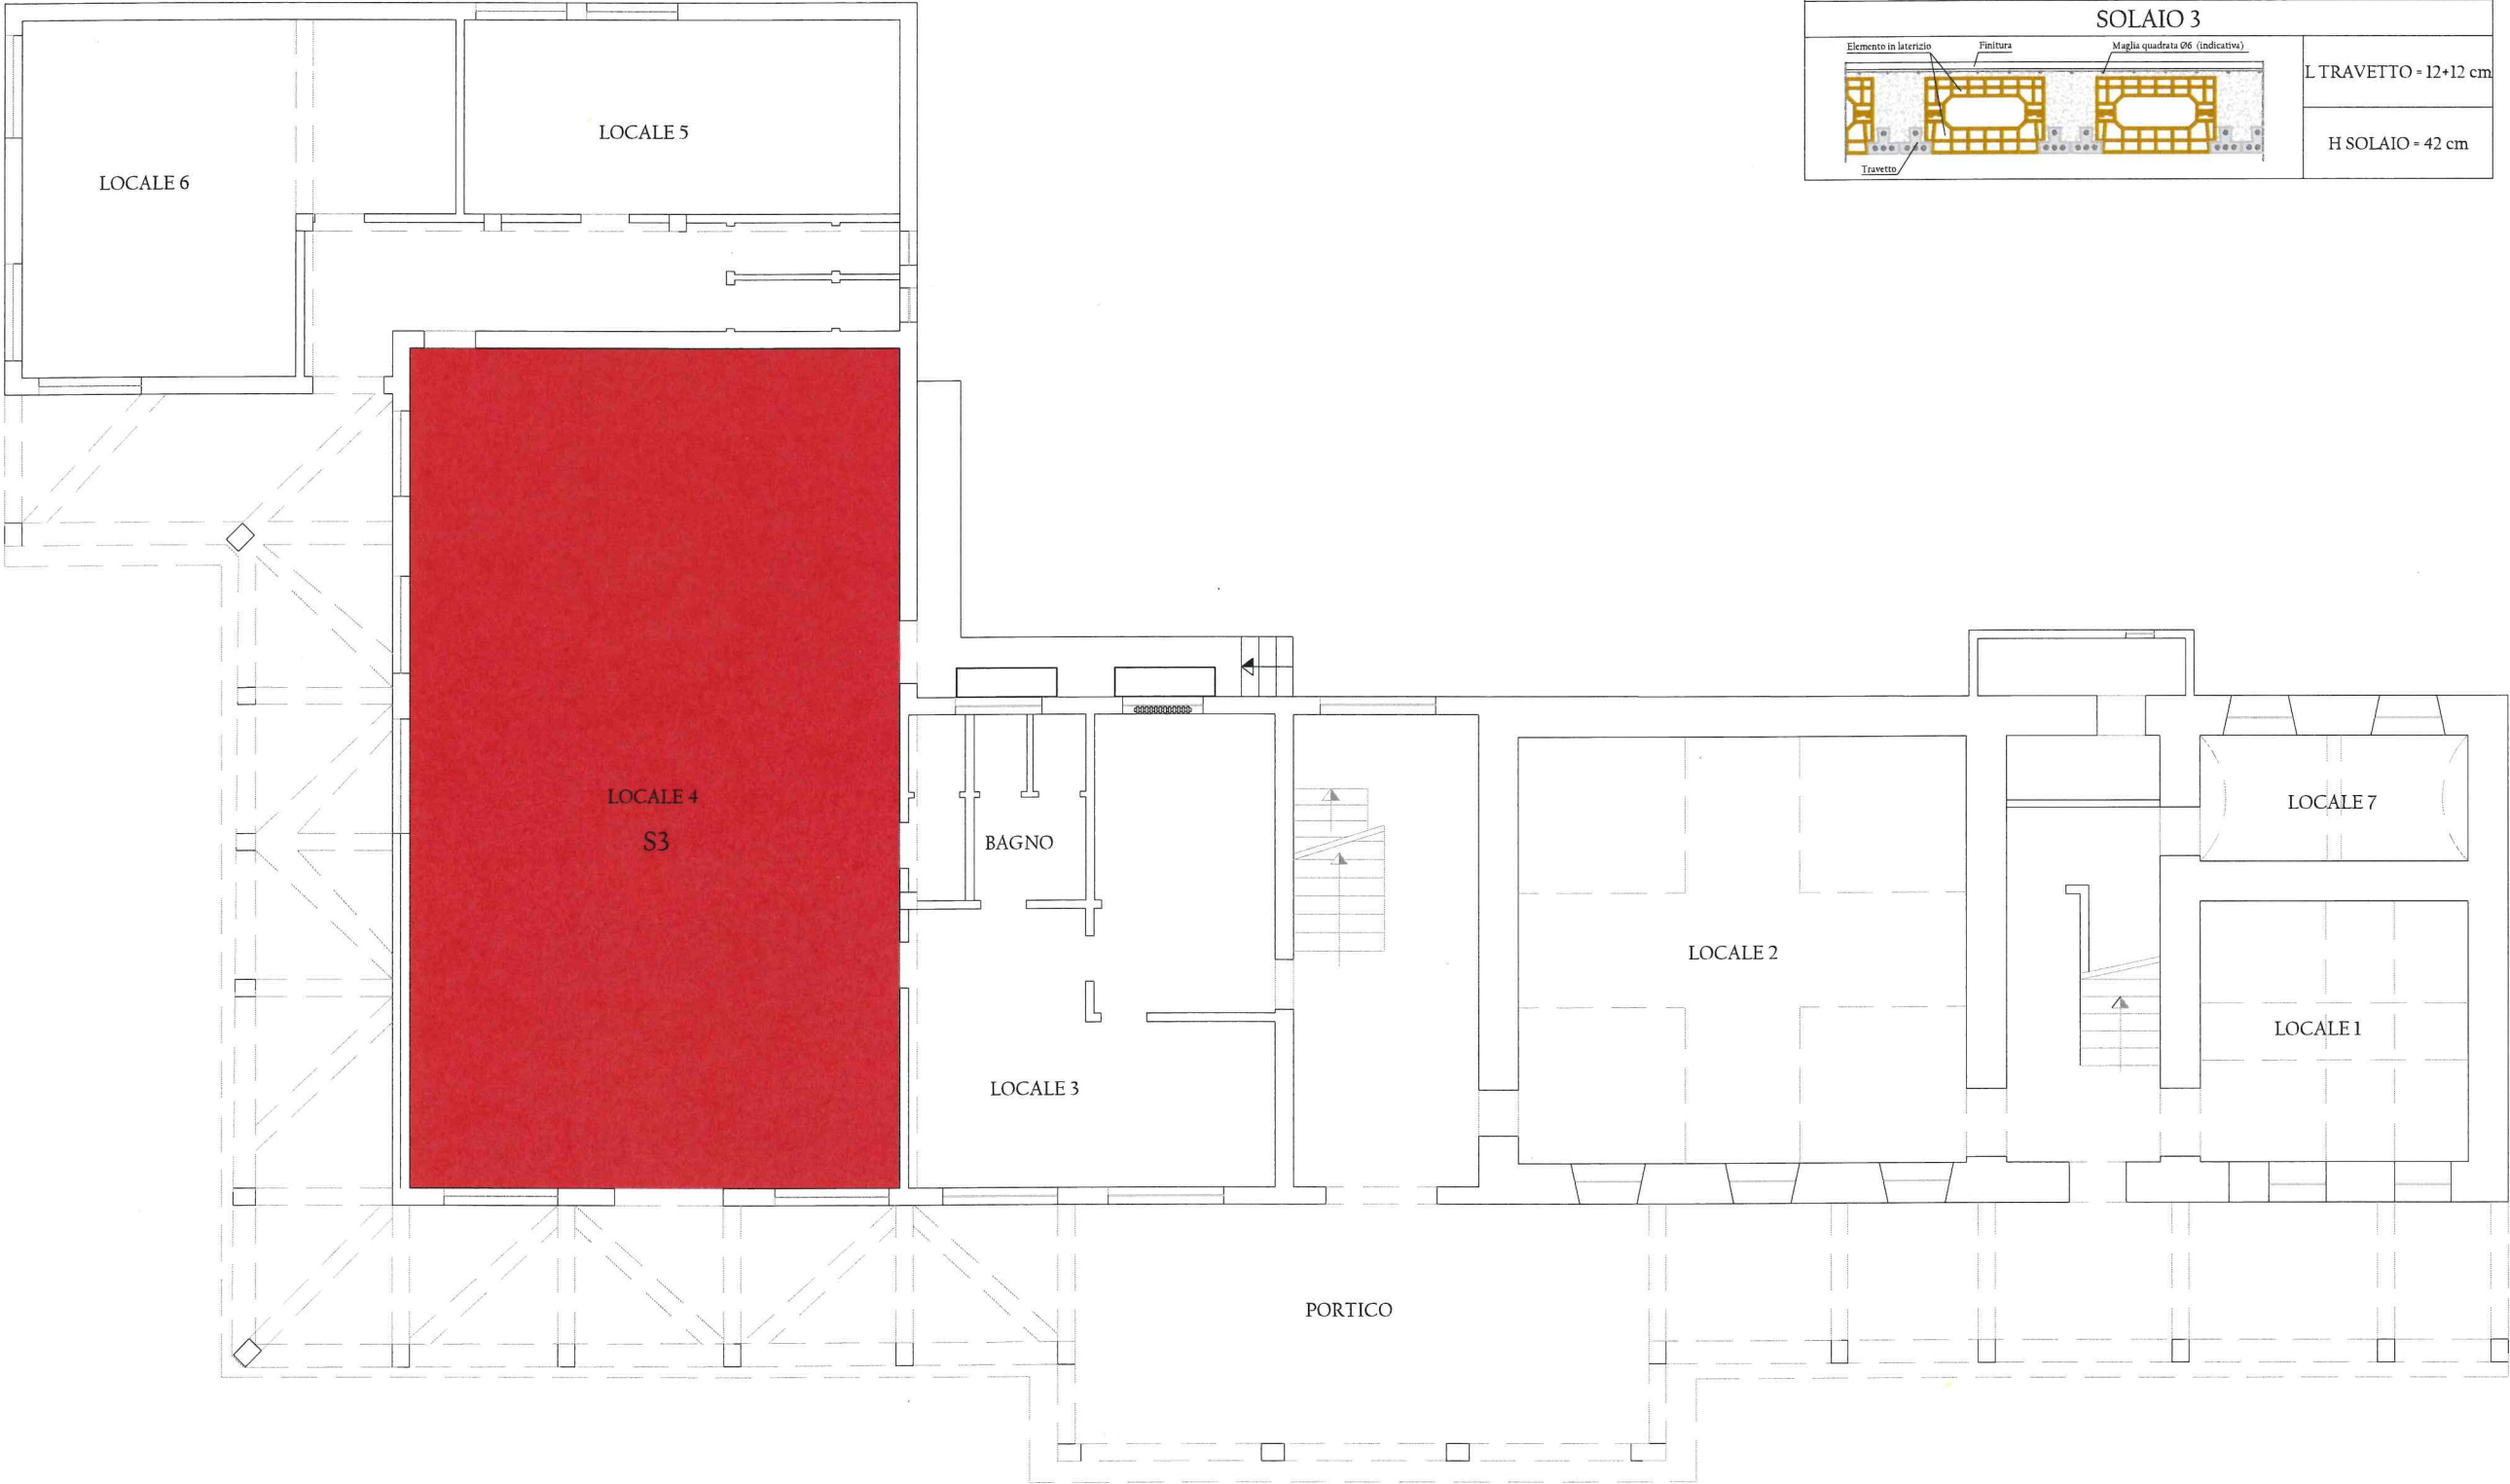 SOLAIO 3
Elemento in laterizio
Finitura
Maglia quadrata Ø6 (indicativa)
Travetto
L TRAVETTO = 12+12 cm
H SOLAIO = 42 cm
LOCALE 5
LOCALE 6
LOCALE 4
S3
BAGNO
LOCALE 7
LOCALE 2
LOCALE 1
LOCALE 3
PORTICO